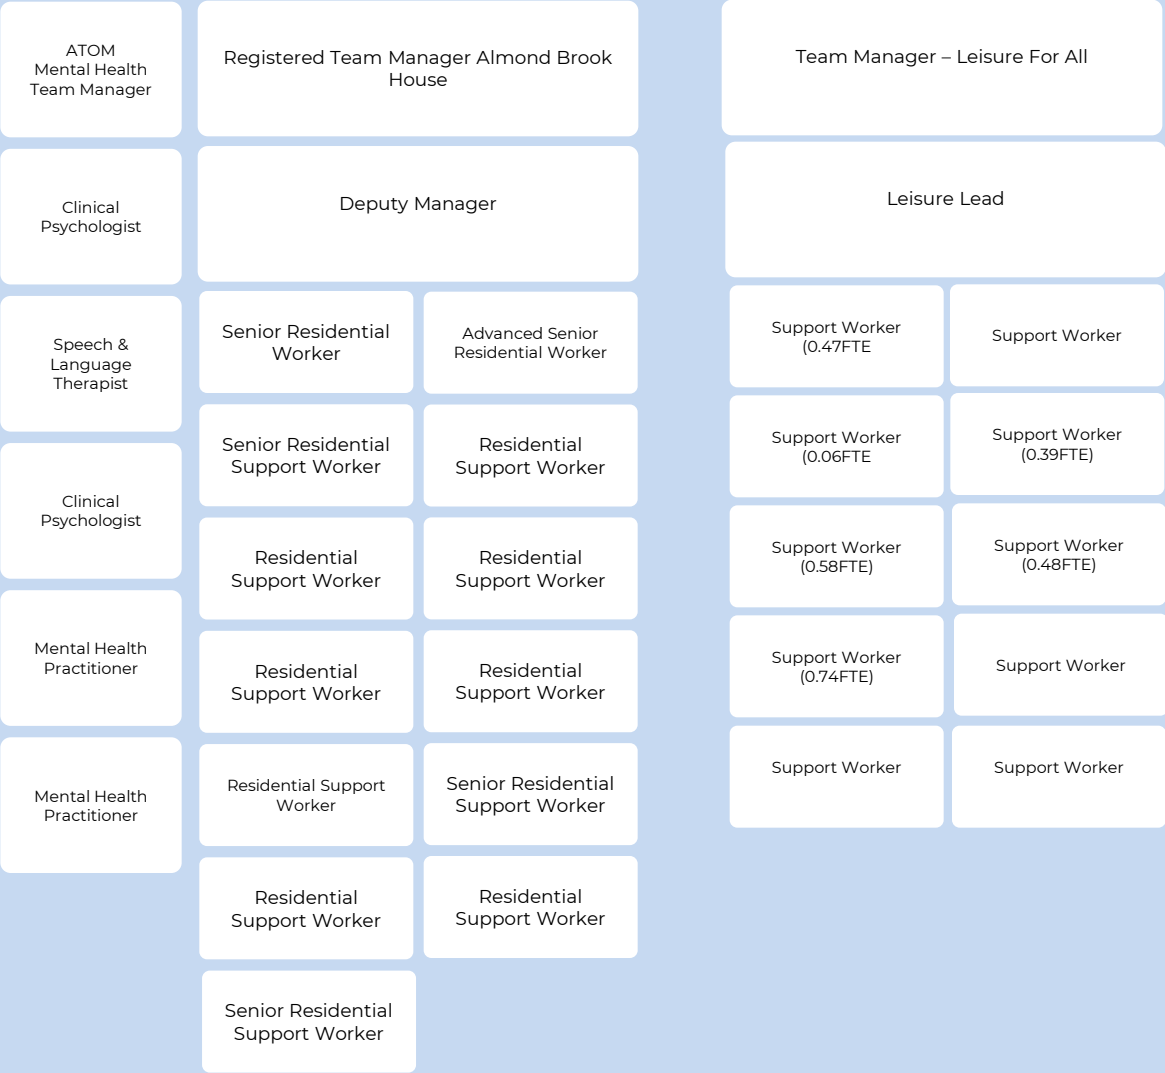 ATOM
Mental Health
Team Manager
Clinical
Psychologist
Speech &
Language
Therapist
Clinical
Psychologist
Mental Health
Practitioner
Mental Health
Practitioner
Registered Team Manager Almond Brook
House
Deputy Manager
Senior Residential
Worker
Advanced Senior
Residential Worker
Senior Residential
Support Worker
Residential
Support Worker
Residential
Support Worker
Residential
Support Worker
Residential
Support Worker
Residential
Support Worker
Residential Support
Worker
Senior Residential
Support Worker
Residential
Support Worker
Residential
Support Worker
Senior Residential
Support Worker
Team Manager – Leisure For All
Leisure Lead
Support Worker
(0.47FTE
Support Worker
Support Worker
(0.06FTE
Support Worker
(0.39FTE)
Support Worker
(0.58FTE)
Support Worker
(0.48FTE)
Support Worker
(0.74FTE)
Support Worker
Support Worker
Support Worker